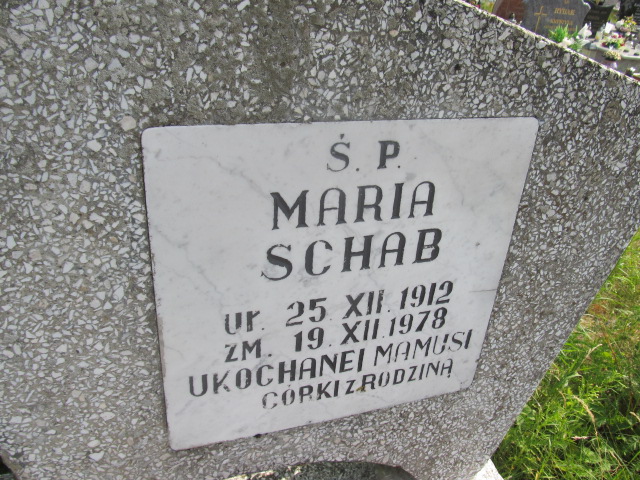 Ś. P.
MARIA
SCHAB
ur. 25 XII. 1912
ZM. 19. XII. 1978
UKOCHANEJ MAMUSI
CÓRKI Z RODZINĄ